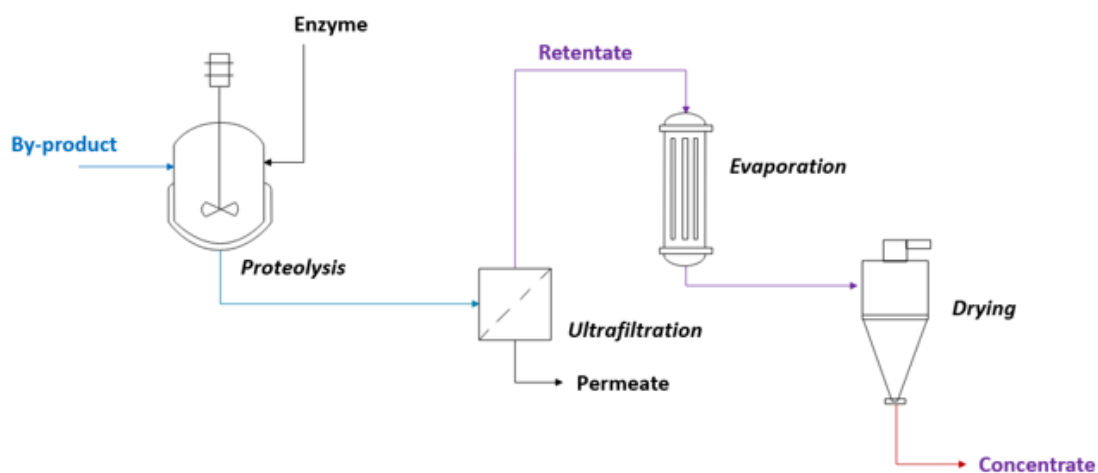 Enzyme
Retentate
By-product
Evaporation
Proteolysis
Drying
Ultrafiltration
Permeate
Concentrate